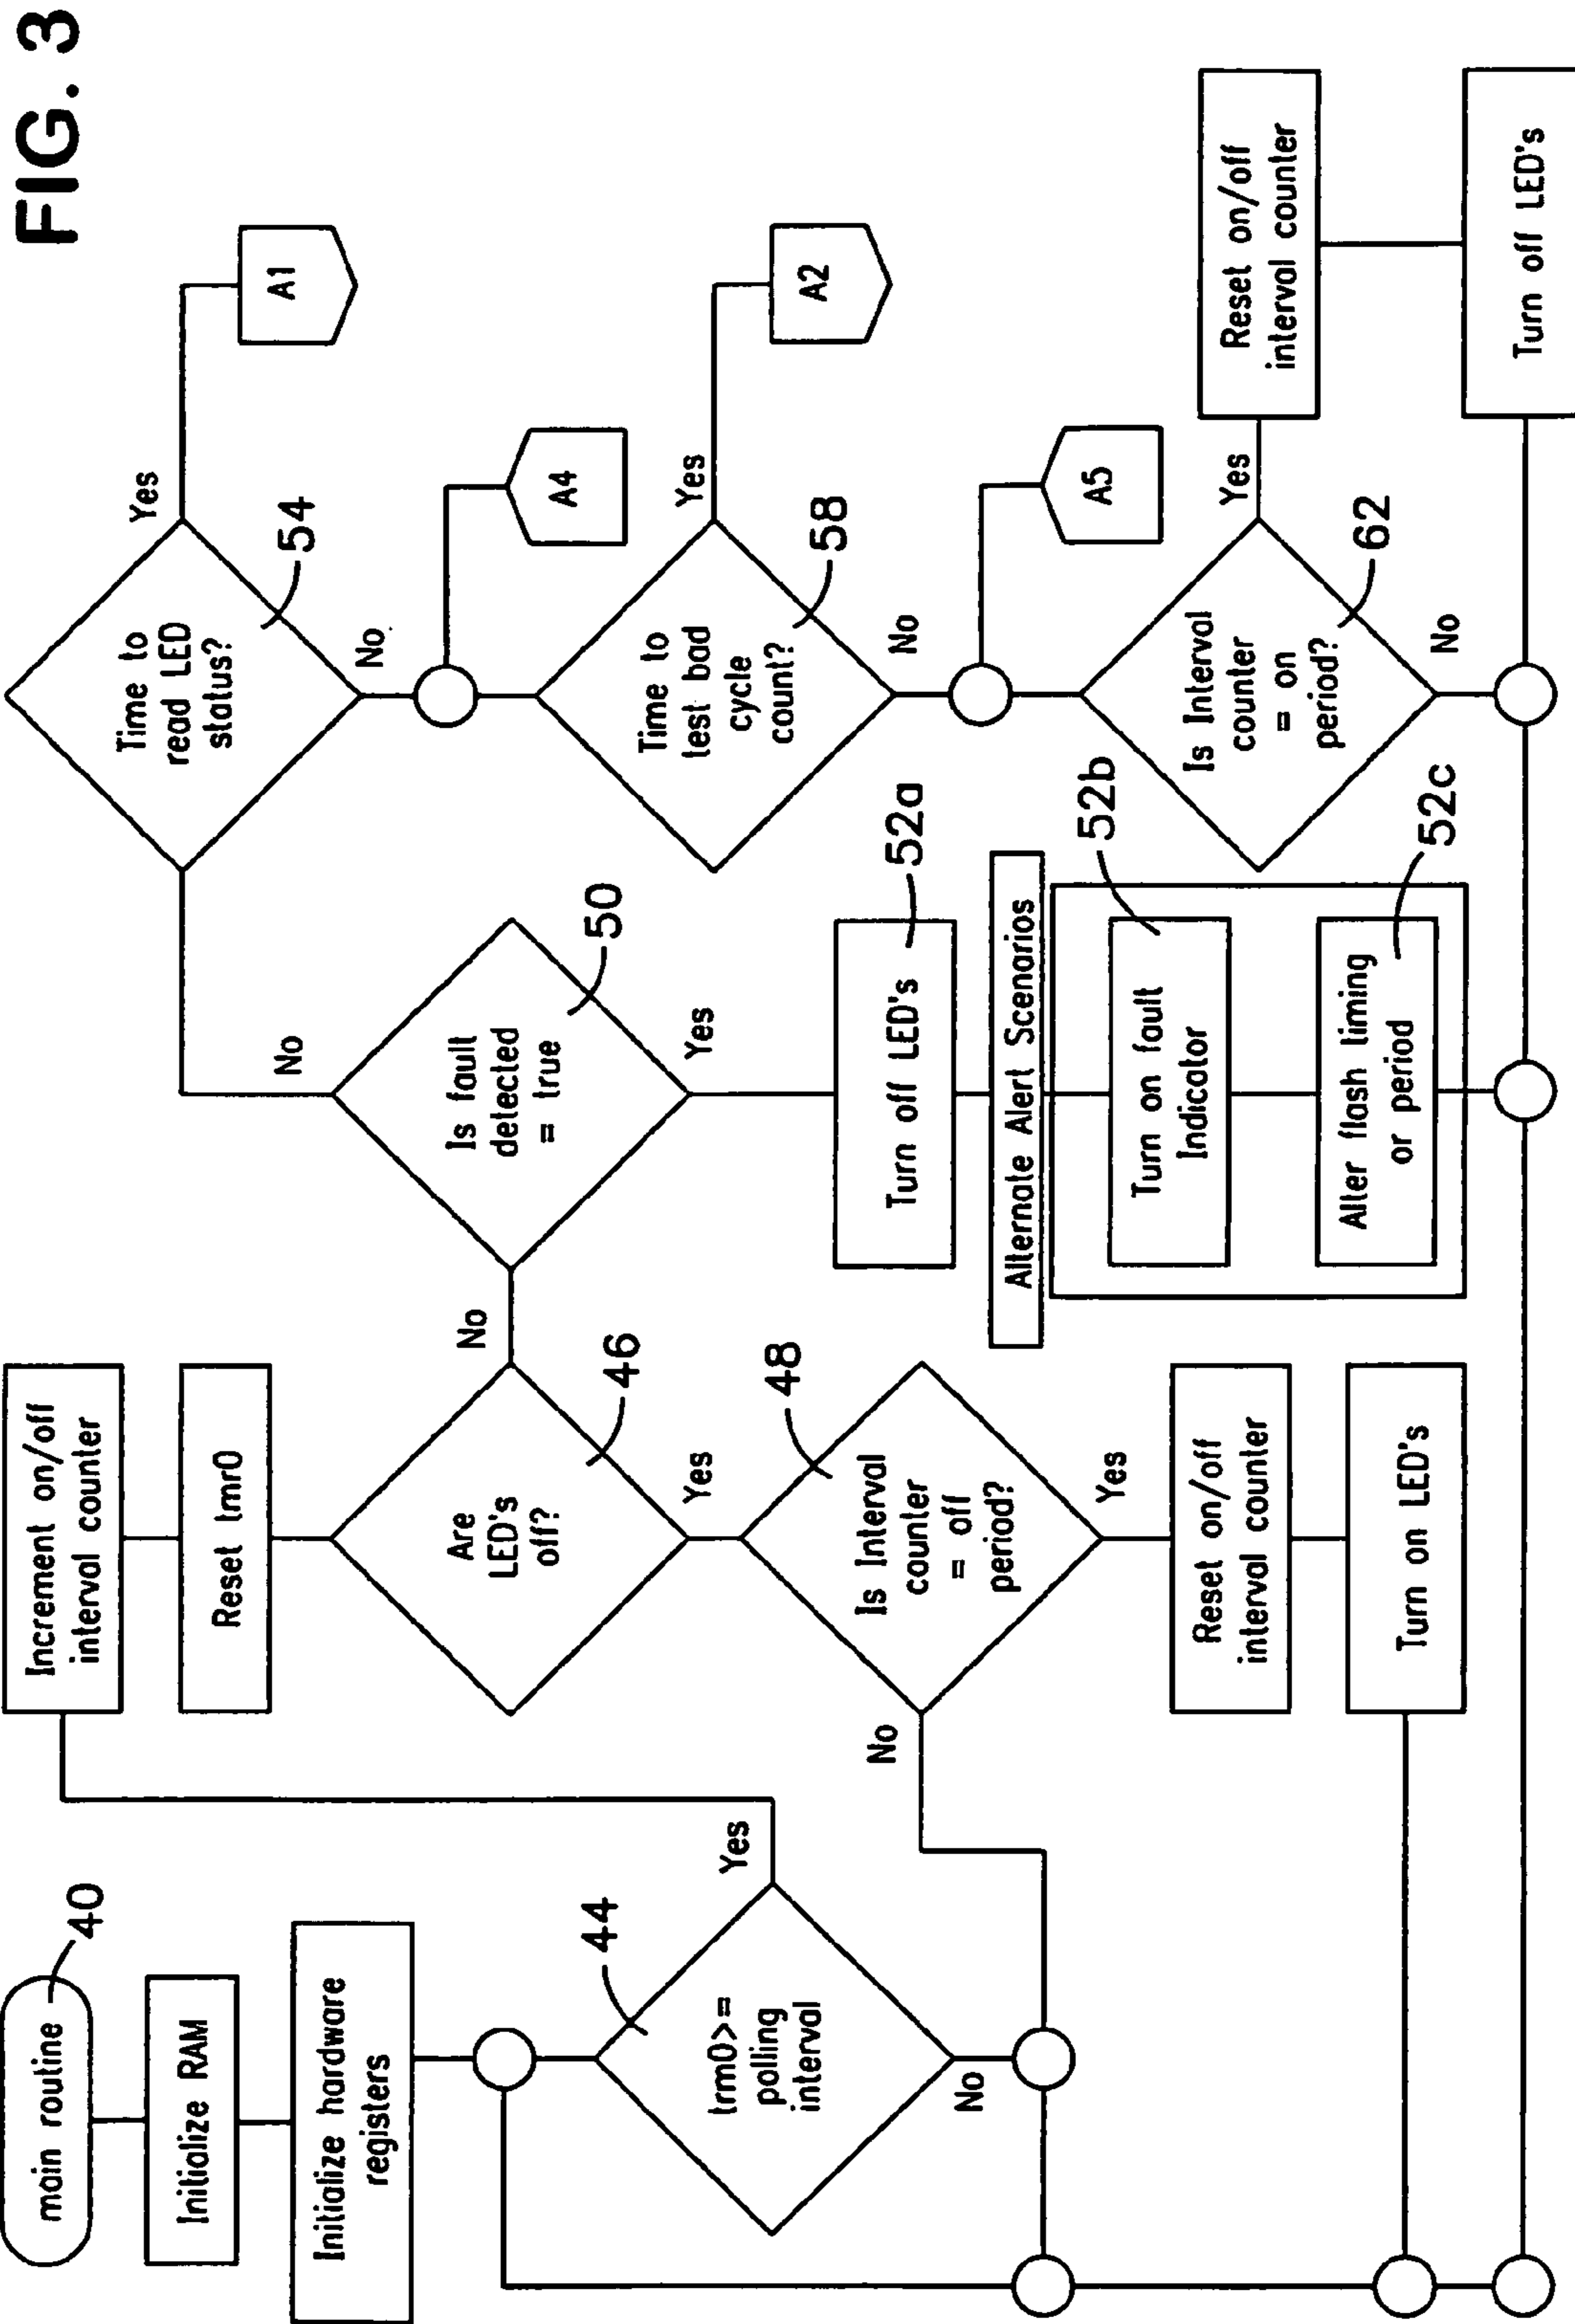 FIG. 3
main routine
40
Initialize RAM
Initialize hardware
registers
trm0>=
polling
interval
44
Yes
No
Increment on/off
interval counter
Reset tmr0
Are
LED's
off?
46
No
Yes
Is Interval
counter
= off
period?
48
No
Yes
Reset on/off
interval counter
Turn on LED's
Is fault
detected
= true
50
No
Yes
Turn off LED's
52a
Alternate Alert Scenarios
Turn on fault
Indicator
52b
Alter flash timing
or period
52c
Time to
read LED
status?
54
Yes
No
A1
A4
Time to
test bad
cycle
count?
58
Yes
No
A2
A5
Is Interval
counter
= on
period?
62
Yes
No
Reset on/off
interval counter
Turn off LED's